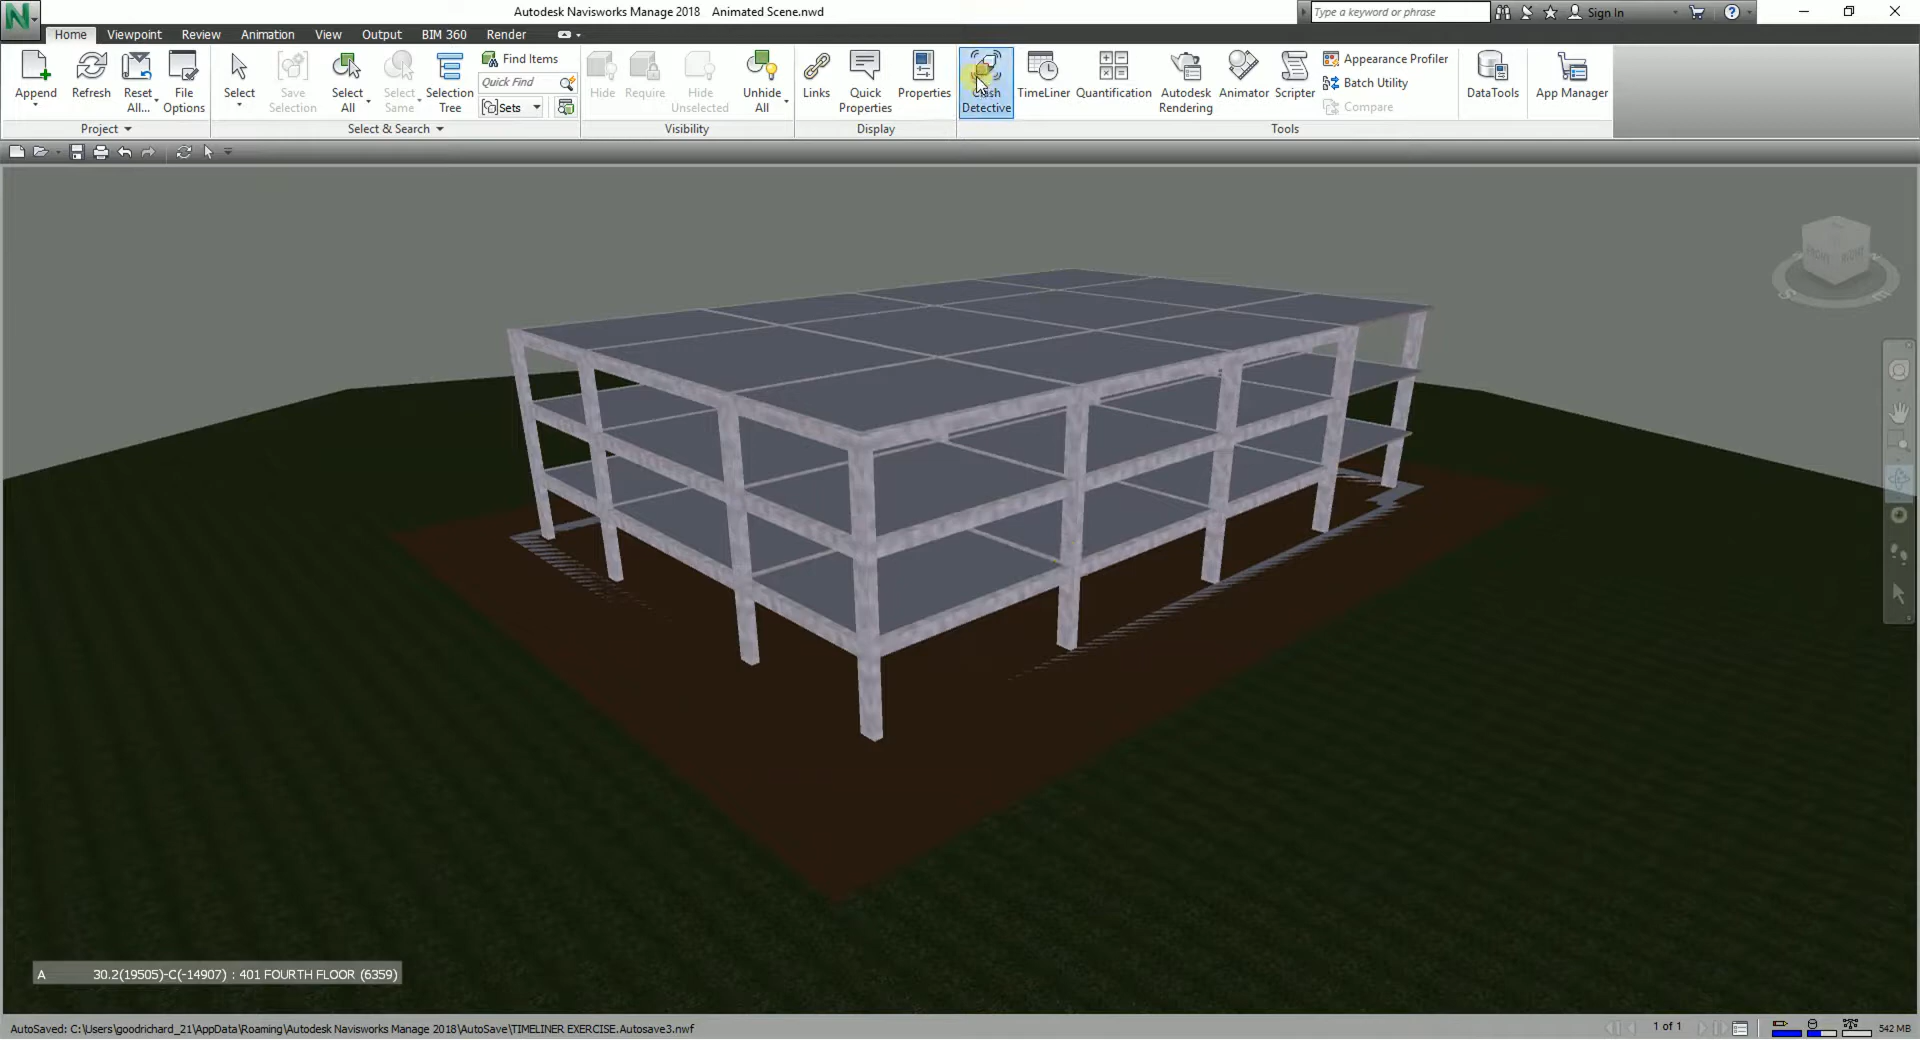 Autodesk Navisworks Manage 2018 Animated Scene.nwd
Type a keyword or phrase
Sign In
Home Viewpoint Review Animation View Output BIM 360 Render
Append
Refresh
Reset All...
File Options
Project
Select
Save Selection
Select All
Select Same
Selection Tree
Find Items
Quick Find
Sets
Select & Search
Hide
Require
Hide Unselected
Unhide All
Visibility
Links
Quick Properties
Properties
Display
Clash Detective
TimeLiner
Quantification
Autodesk Rendering
Animator
Scripter
Appearance Profiler
Batch Utility
Compare
Tools
DataTools
App Manager
FRONT RIGHT
S E
A 30.2(19505)-C(-14907) : 401 FOURTH FLOOR (6359)
AutoSaved: C:\Users\goodrichard_21\AppData\Roaming\Autodesk Navisworks Manage 2018\AutoSave\TIMELINER EXERCISE.Autosave3.nwf
1 of 1
542 MB